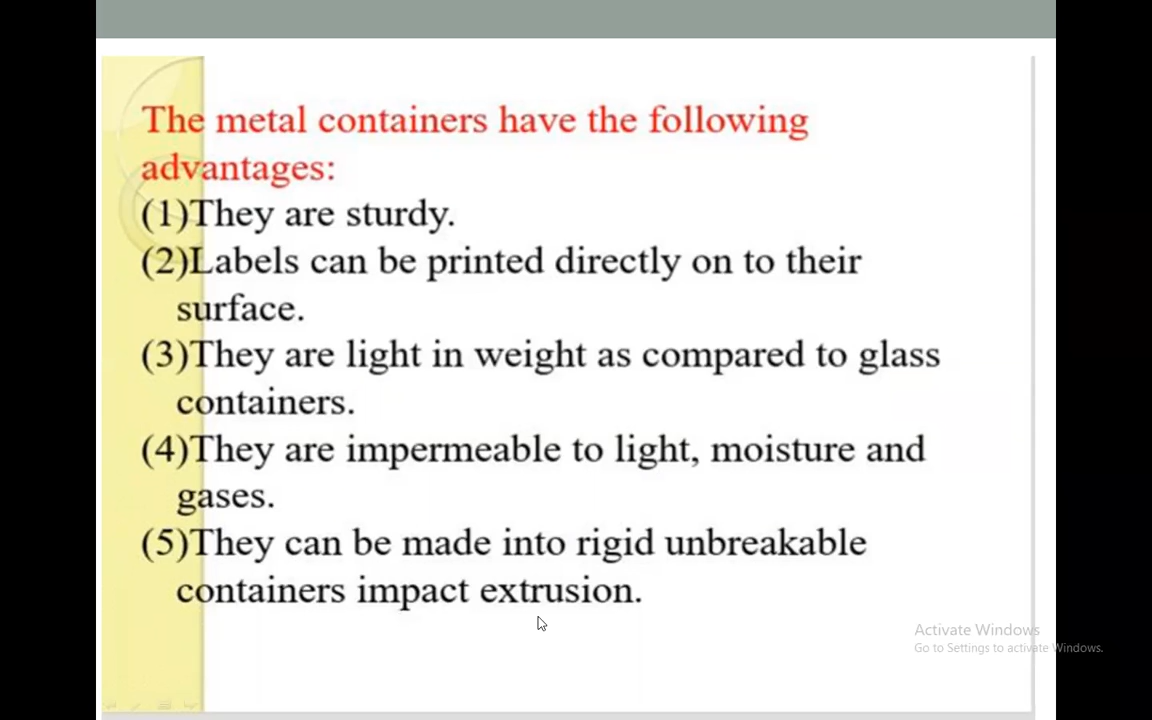 The metal containers have the following
advantages:
(1)They are sturdy.
(2)Labels can be printed directly on to their
surface.
(3)They are light in weight as compared to glass
containers.
(4)They are impermeable to light, moisture and
gases.
(5)They can be made into rigid unbreakable
containers impact extrusion.
Activate Windows
Go to Settings to activate Windows.